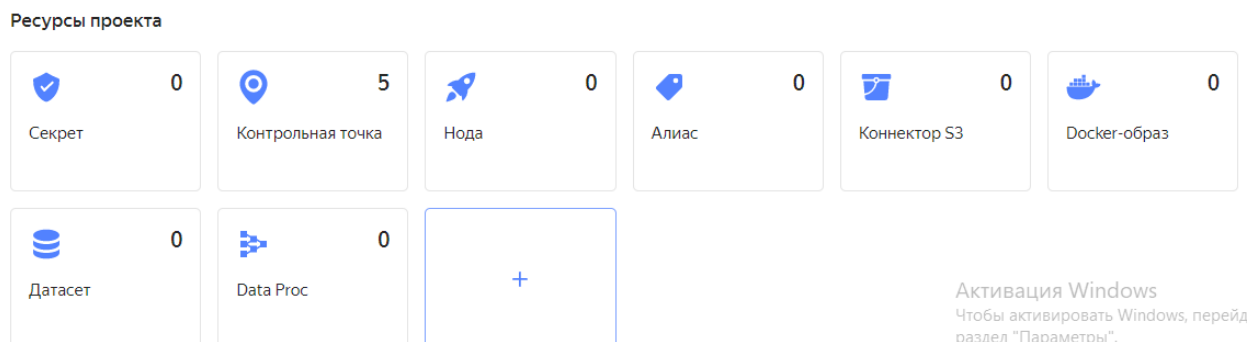 Ресурсы проекта
0 5 0 0 0 0
Секрет Контрольная точка Нода Алиас Коннектор S3 Docker-образ
0 0
Датасет Data Proc
+
Активация Windows
Чтобы активировать Windows, перейд
раздел "Параметры".